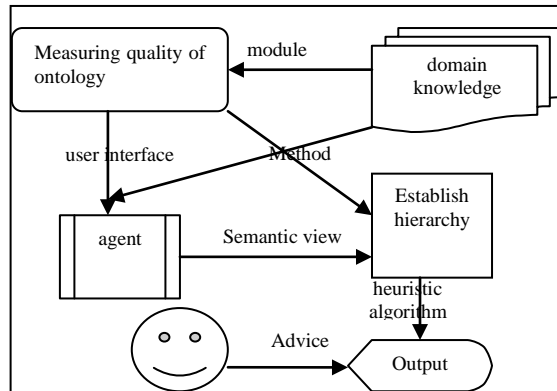 Measuring quality of
ontology
module
domain
knowledge
user interface
Method
Establish
hierarchy
agent
Semantic view
heuristic
algorithm
Advice
Output